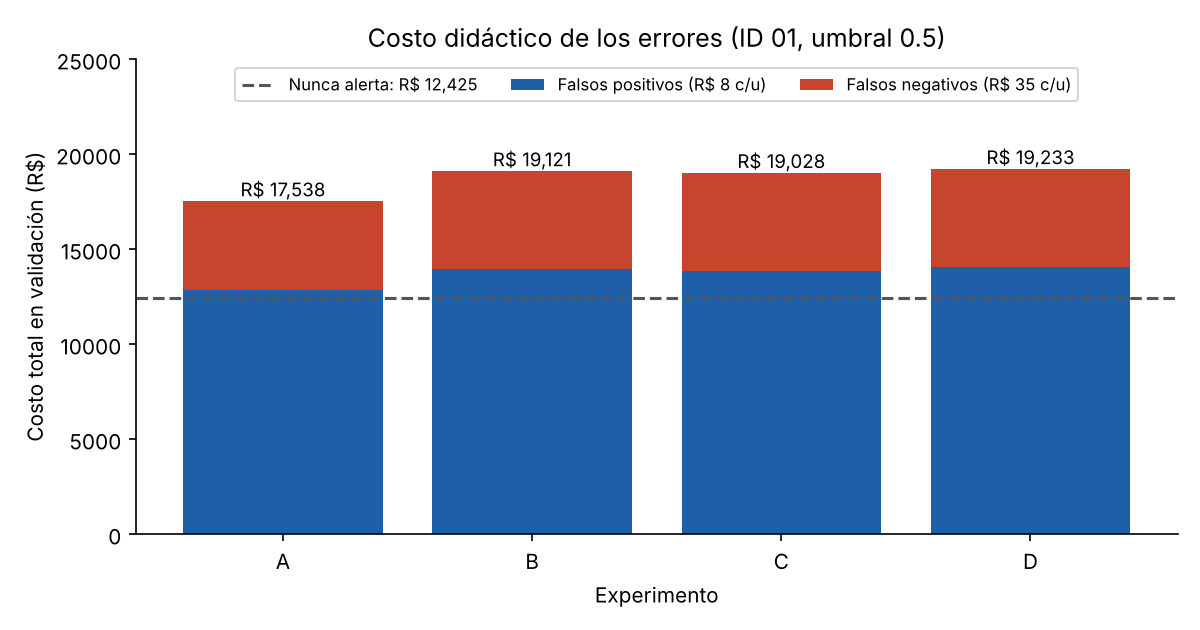 Costo didáctico de los errores (ID 01, umbral 0.5)
Nunca alerta: R$ 12,425 Falsos positivos (R$ 8 c/u) Falsos negativos (R$ 35 c/u)
Costo total en validación (R$)
25000
20000
15000
10000
5000
0
R$ 17,538
R$ 19,121
R$ 19,028
R$ 19,233
A B C D
Experimento